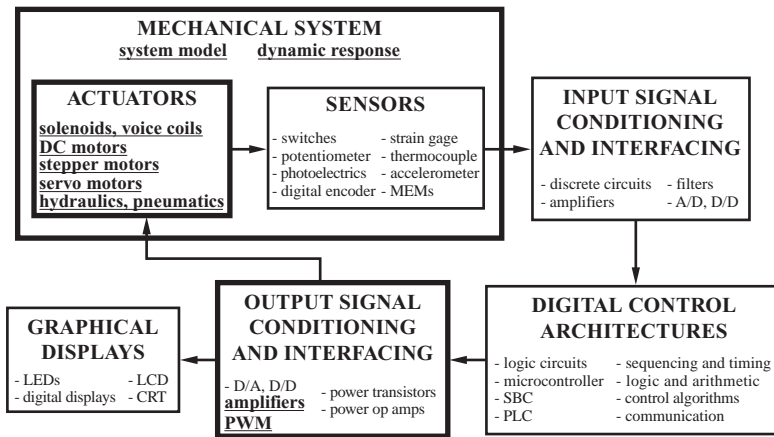 MECHANICAL SYSTEM
system model dynamic response
ACTUATORS
solenoids, voice coils
DC motors
stepper motors
servo motors
hydraulics, pneumatics
SENSORS
- switches - strain gage
- potentiometer - thermocouple
- photoelectrics - accelerometer
- digital encoder - MEMs
INPUT SIGNAL
CONDITIONING
AND INTERFACING
- discrete circuits - filters
- amplifiers - A/D, D/D
GRAPHICAL
DISPLAYS
- LEDs - LCD
- digital displays - CRT
OUTPUT SIGNAL
CONDITIONING
AND INTERFACING
- D/A, D/D - power transistors
amplifiers - power op amps
PWM
DIGITAL CONTROL
ARCHITECTURES
- logic circuits - sequencing and timing
- microcontroller - logic and arithmetic
- SBC - control algorithms
- PLC - communication